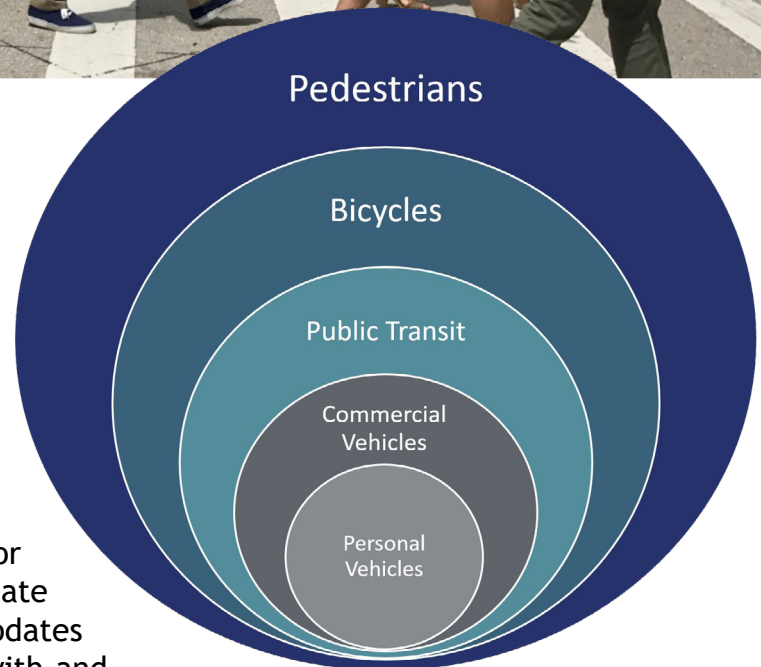 Pedestrians
Bicycles
Public Transit
Commercial
Vehicles
Personal
Vehicles